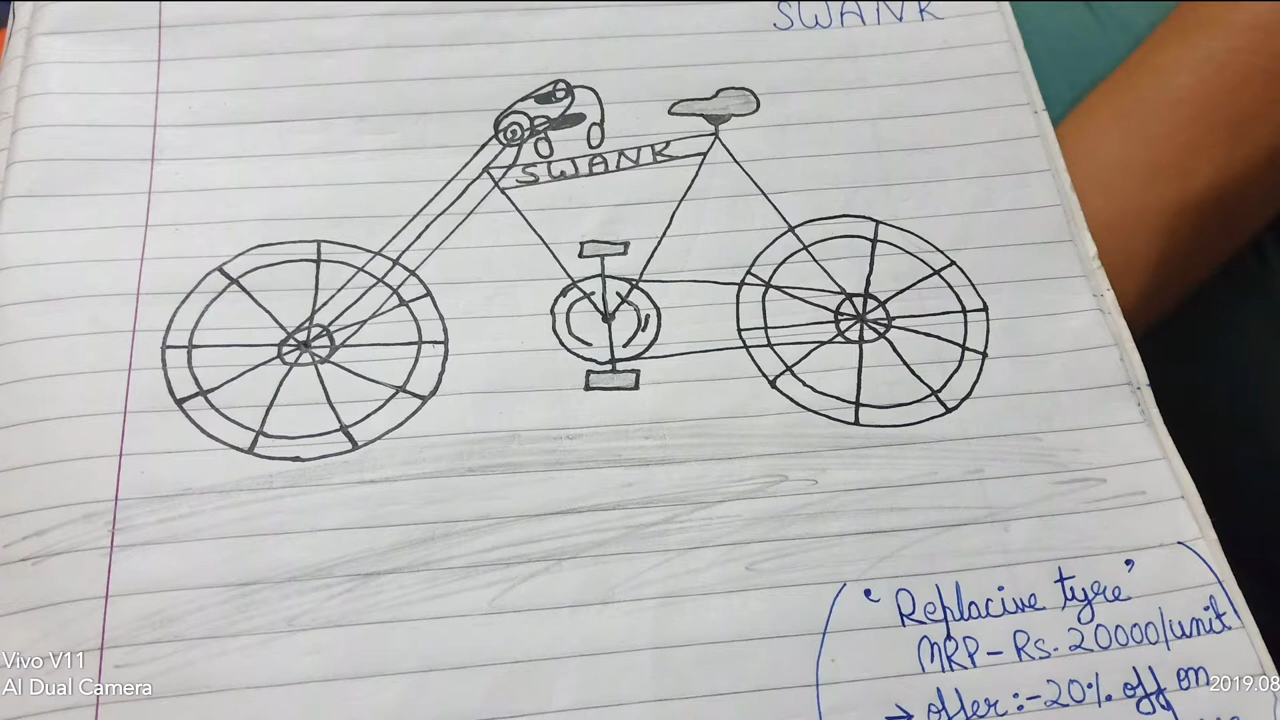 SWANK
SWANK
"Replacive tyre"
MRP-Rs. 20000/unit
→ offer:-20% off on
Vivo V11
AI Dual Camera
2019.08